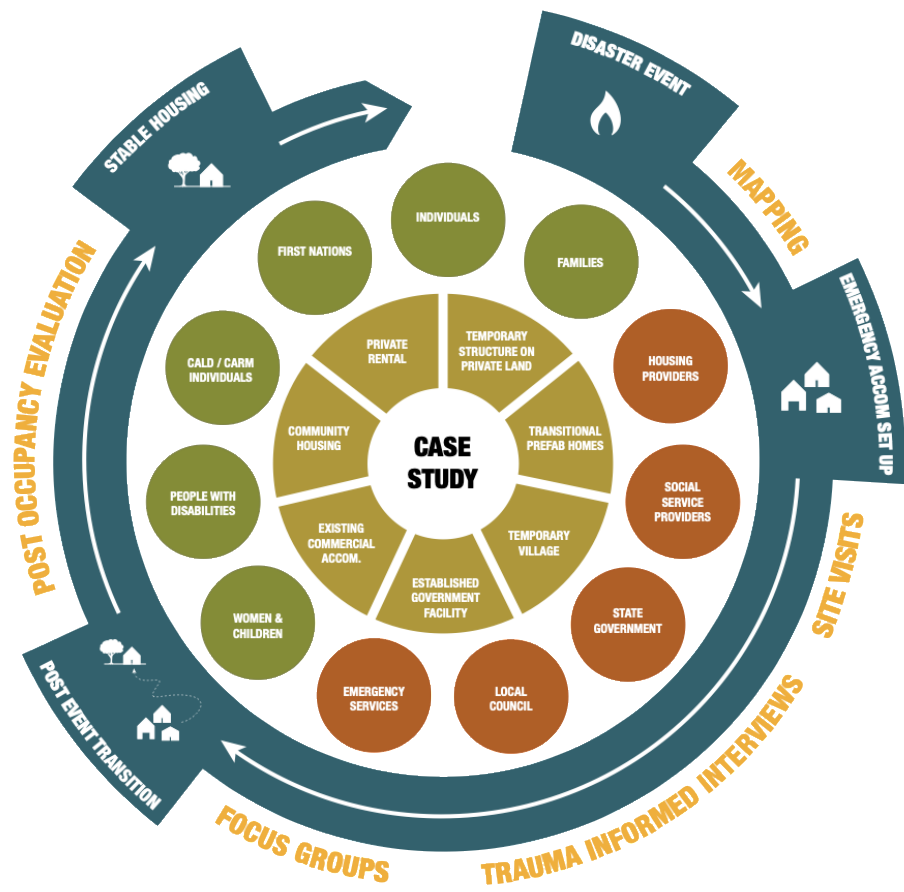 DISASTER EVENT
MAPPING
EMERGENCY ACCOM SET UP
SITE VISITS
TRAUMA INFORMED INTERVIEWS
FOCUS GROUPS
POST EVENT TRANSITION
POST OCCUPANCY EVALUATION
STABLE HOUSING
INDIVIDUALS
FAMILIES
HOUSING
PROVIDERS
SOCIAL
SERVICE
PROVIDERS
STATE
GOVERNMENT
LOCAL
COUNCIL
EMERGENCY
SERVICES
WOMEN &
CHILDREN
PEOPLE WITH
DISABILITIES
CALD / CARM
INDIVIDUALS
FIRST NATIONS
TEMPORARY
STRUCTURE ON
PRIVATE LAND
TRANSITIONAL
PREFAB HOMES
TEMPORARY
VILLAGE
ESTABLISHED
GOVERNMENT
FACILITY
EXISTING
COMMERCIAL
ACCOM.
COMMUNITY
HOUSING
PRIVATE
RENTAL
CASE
STUDY